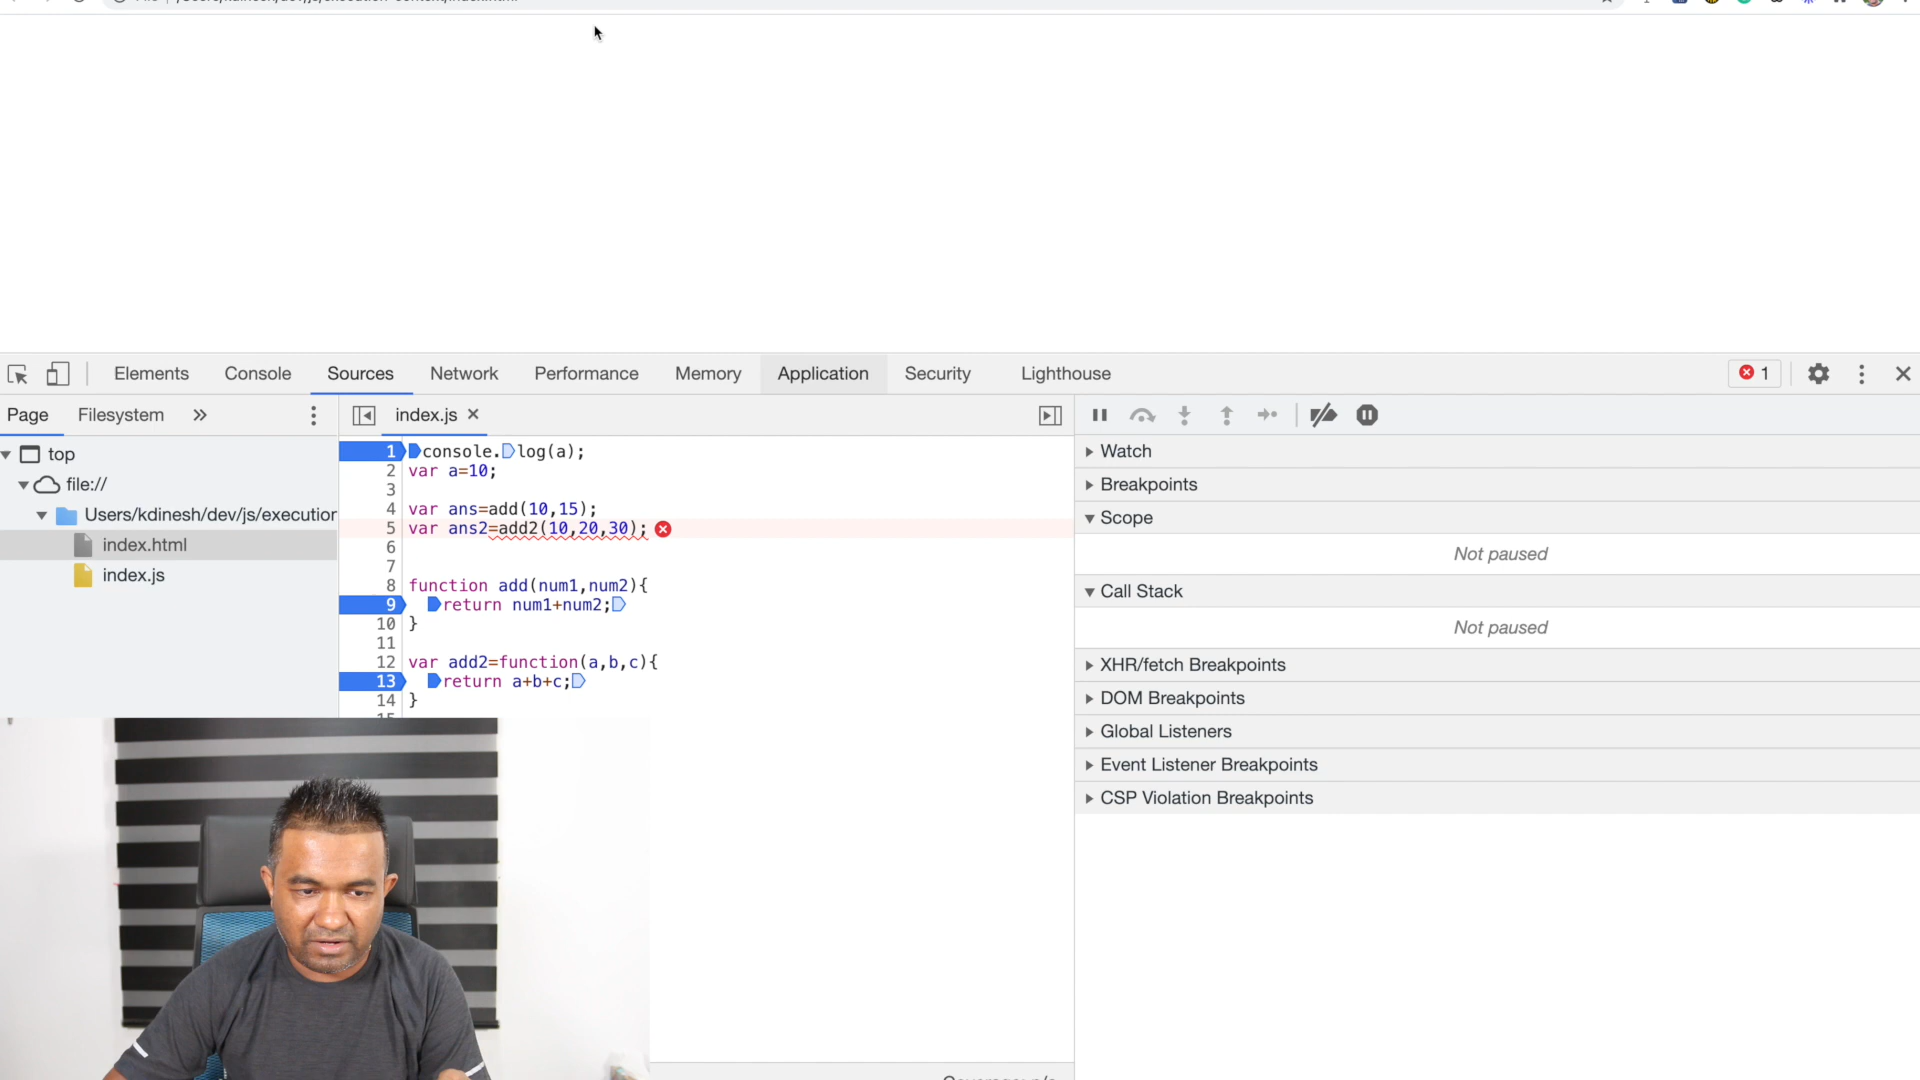 Elements Console Sources Network Performance Memory Application Security Lighthouse 1
Page Filesystem » index.js
top
file://
Users/kdinesh/dev/js/execution
index.html
index.js
1 console.log(a);
2 var a=10;
3
4 var ans=add(10,15);
5 var ans2=add2(10,20,30);
6
7
8 function add(num1,num2){
9 return num1+num2;
10 }
11
12 var add2=function(a,b,c){
13 return a+b+c;
14 }
Watch
Breakpoints
Scope
Not paused
Call Stack
Not paused
XHR/fetch Breakpoints
DOM Breakpoints
Global Listeners
Event Listener Breakpoints
CSP Violation Breakpoints